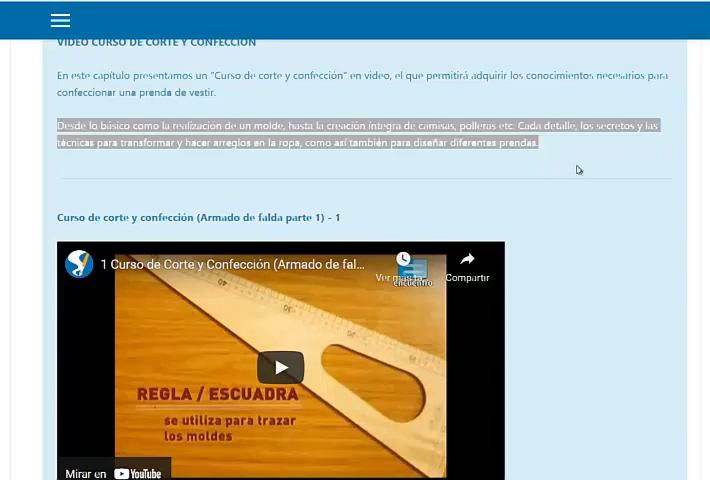 VIDEO CURSO DE CORTE Y CONFECCIÓN
En este capítulo presentamos un "Curso de corte y confección" en video, el que permitirá adquirir los conocimientos necesarios para
confeccionar una prenda de vestir.
Desde lo básico como la realización de un molde, hasta la creación íntegra de camisas, polleras etc. Cada detalle, los secretos y las
técnicas para transformar y hacer arreglos en la ropa, como así también para diseñar diferentes prendas.
Curso de corte y confección (Armado de falda parte 1) - 1
1 Curso de Corte y Confección (Armado de fal...
Ver más ta...
Compartir
encuentro
REGLA / ESCUADRA
se utiliza para trazar
los moldes
Mirar en YouTube